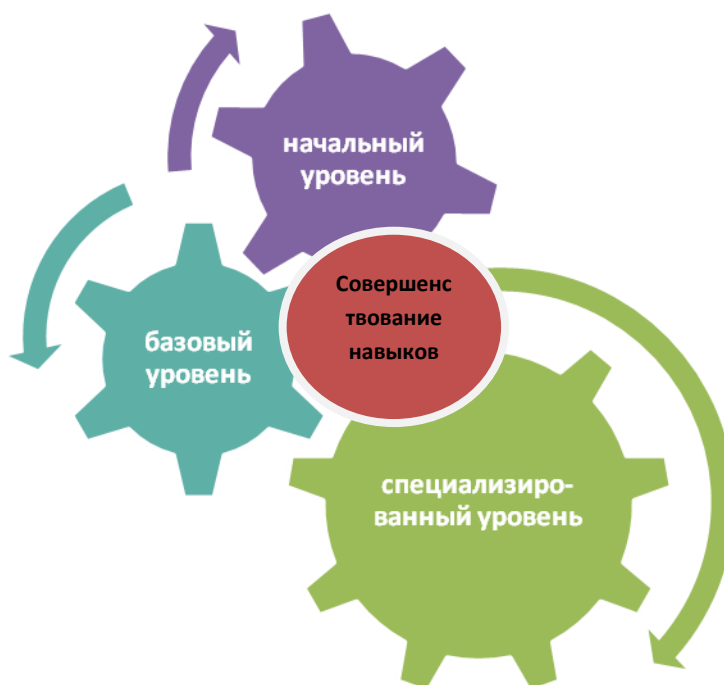 начальный
уровень
Совершенс
твование
навыков
базовый
уровень
специализиро-
ванный уровень